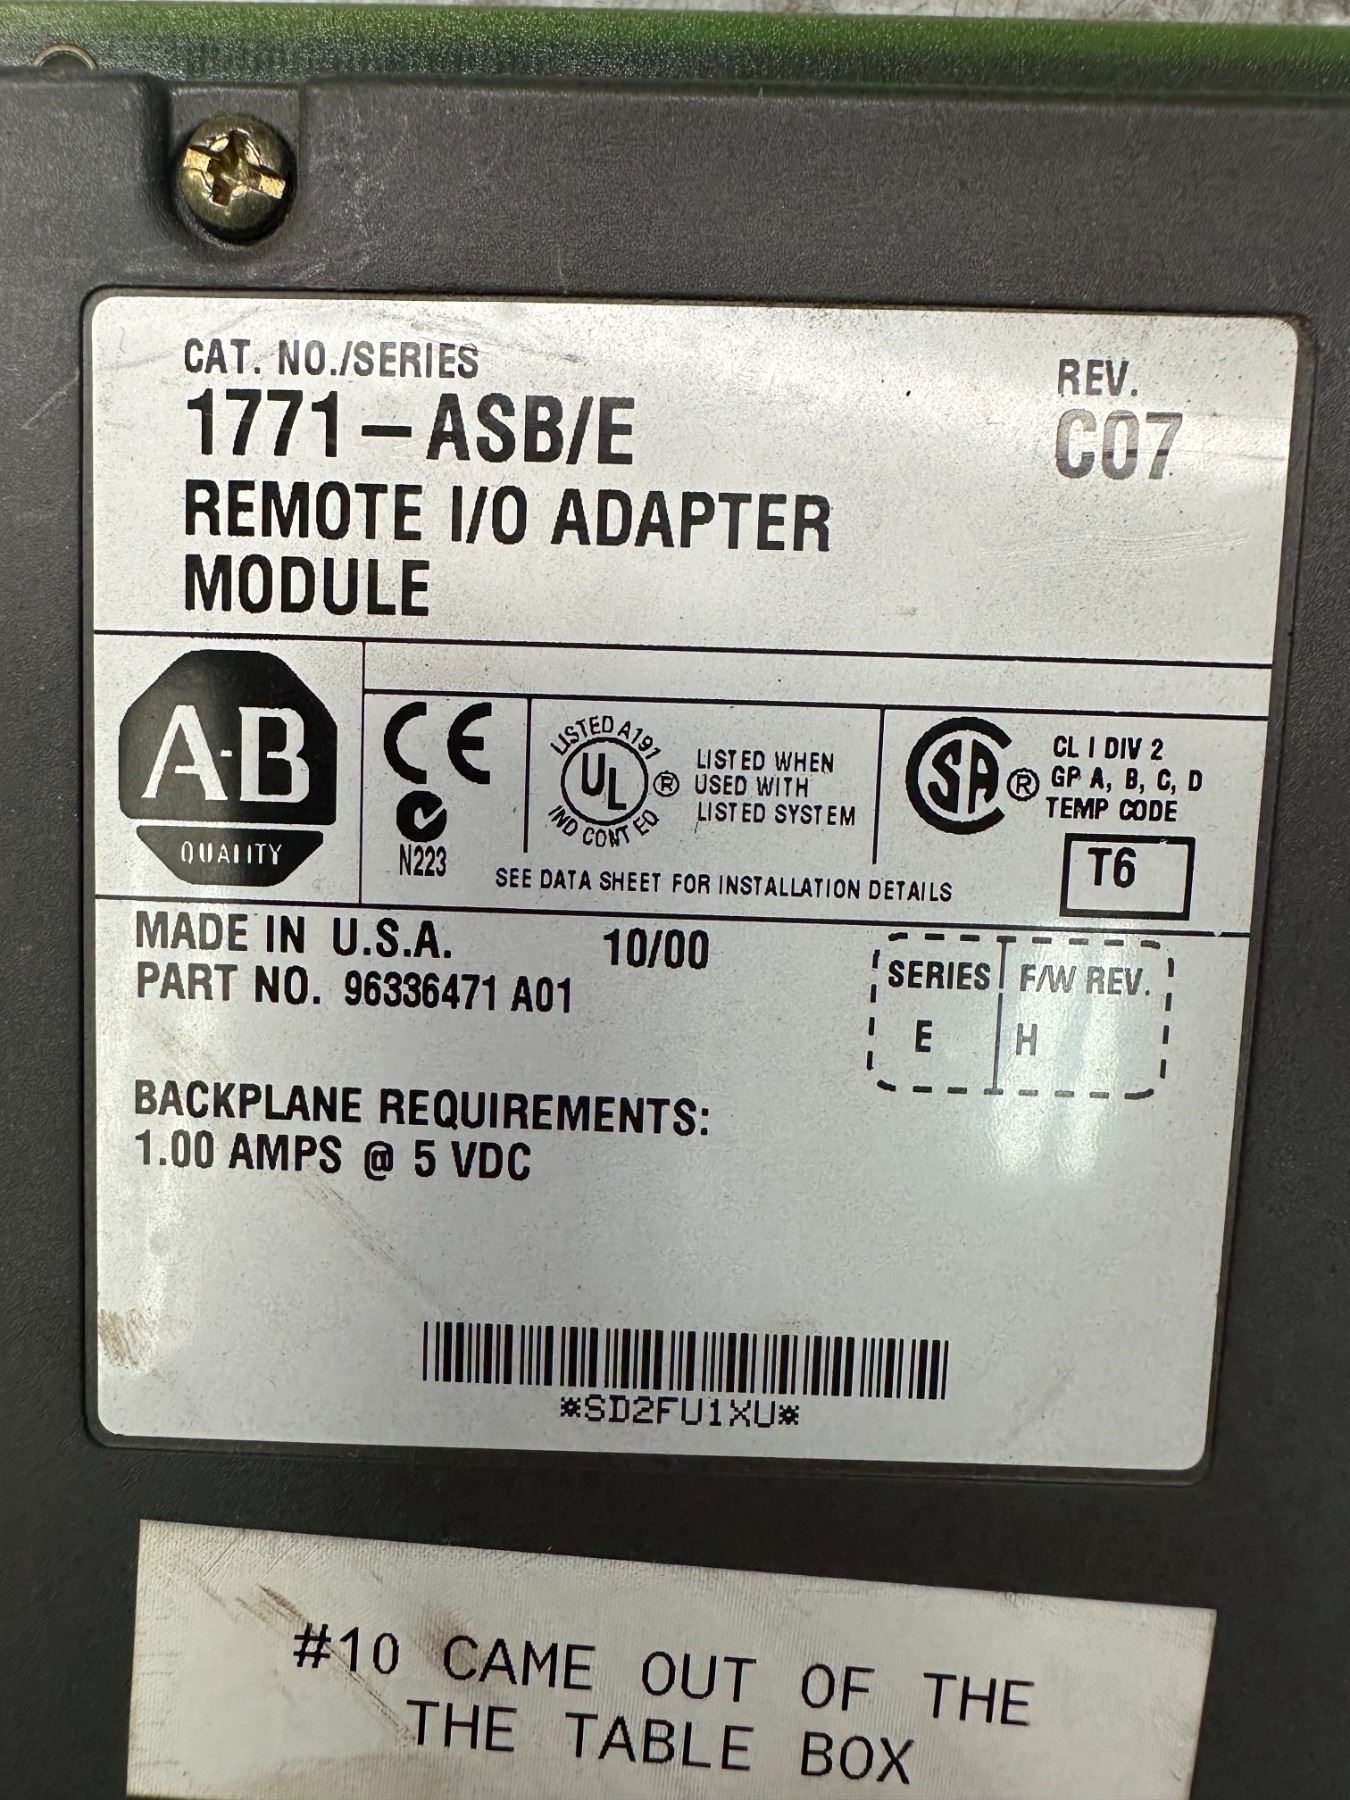 CAT. NO./SERIES
REV.
1771-ASB/E
C07
REMOTE I/O ADAPTER
MODULE
A-B
QUALITY
CE
N223
LISTED A197
UL
®
IND CONT EQ
LISTED WHEN
USED WITH
LISTED SYSTEM
SA
®
CL I DIV 2
GP A, B, C, D
TEMP CODE
T6
SEE DATA SHEET FOR INSTALLATION DETAILS
MADE IN U.S.A. 10/00
PART NO. 96336471 A01
SERIES F/W REV.
E H
BACKPLANE REQUIREMENTS:
1.00 AMPS @ 5 VDC
*SD2FU1XU*
#10 CAME OUT OF THE
THE TABLE BOX